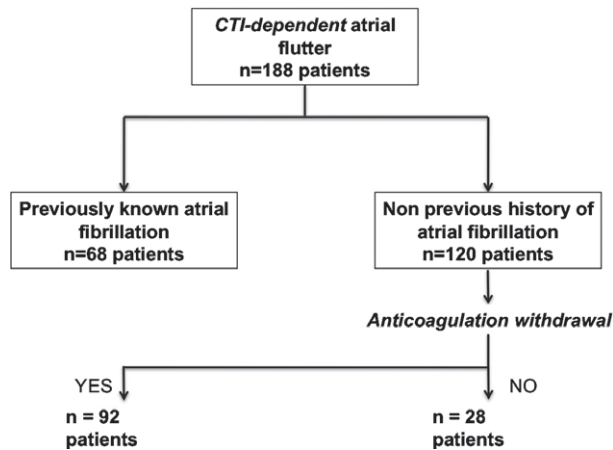 CTI-dependent atrial
flutter
n=188 patients
Previously known atrial
fibrillation
n=68 patients
Non previous history of
atrial fibrillation
n=120 patients
Anticoagulation withdrawal
YES
NO
n = 92
patients
n = 28
patients